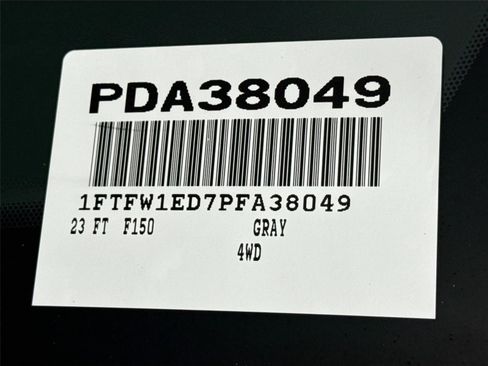 PDA38049
1FTFW1ED7PFA38049
23 FT F150 GRAY
4WD